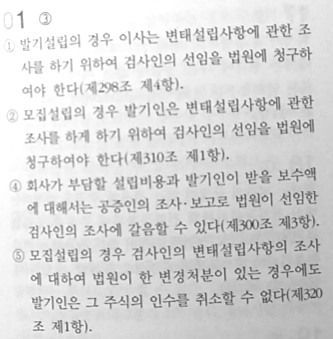 01 ③
① 발기설립의 경우 이사는 변태설립사항에 관한 조
사를 하기 위하여 검사인의 선임을 법원에 청구하
여야 한다(제298조 제4항).
② 모집설립의 경우 발기인은 변태설립사항에 관한
조사를 하게 하기 위하여 검사인의 선임을 법원에
청구하여야 한다(제310조 제1항).
④ 회사가 부담할 설립비용과 발기인이 받을 보수액
에 대해서는 공증인의 조사·보고로 법원이 선임한
검사인의 조사에 갈음할 수 있다(제300조 제3항).
⑤ 모집설립의 경우 검사인의 변태설립사항의 조사
에 대하여 법원이 한 변경처분이 있는 경우에도
발기인은 그 주식의 인수를 취소할 수 없다(제320
조 제1항).